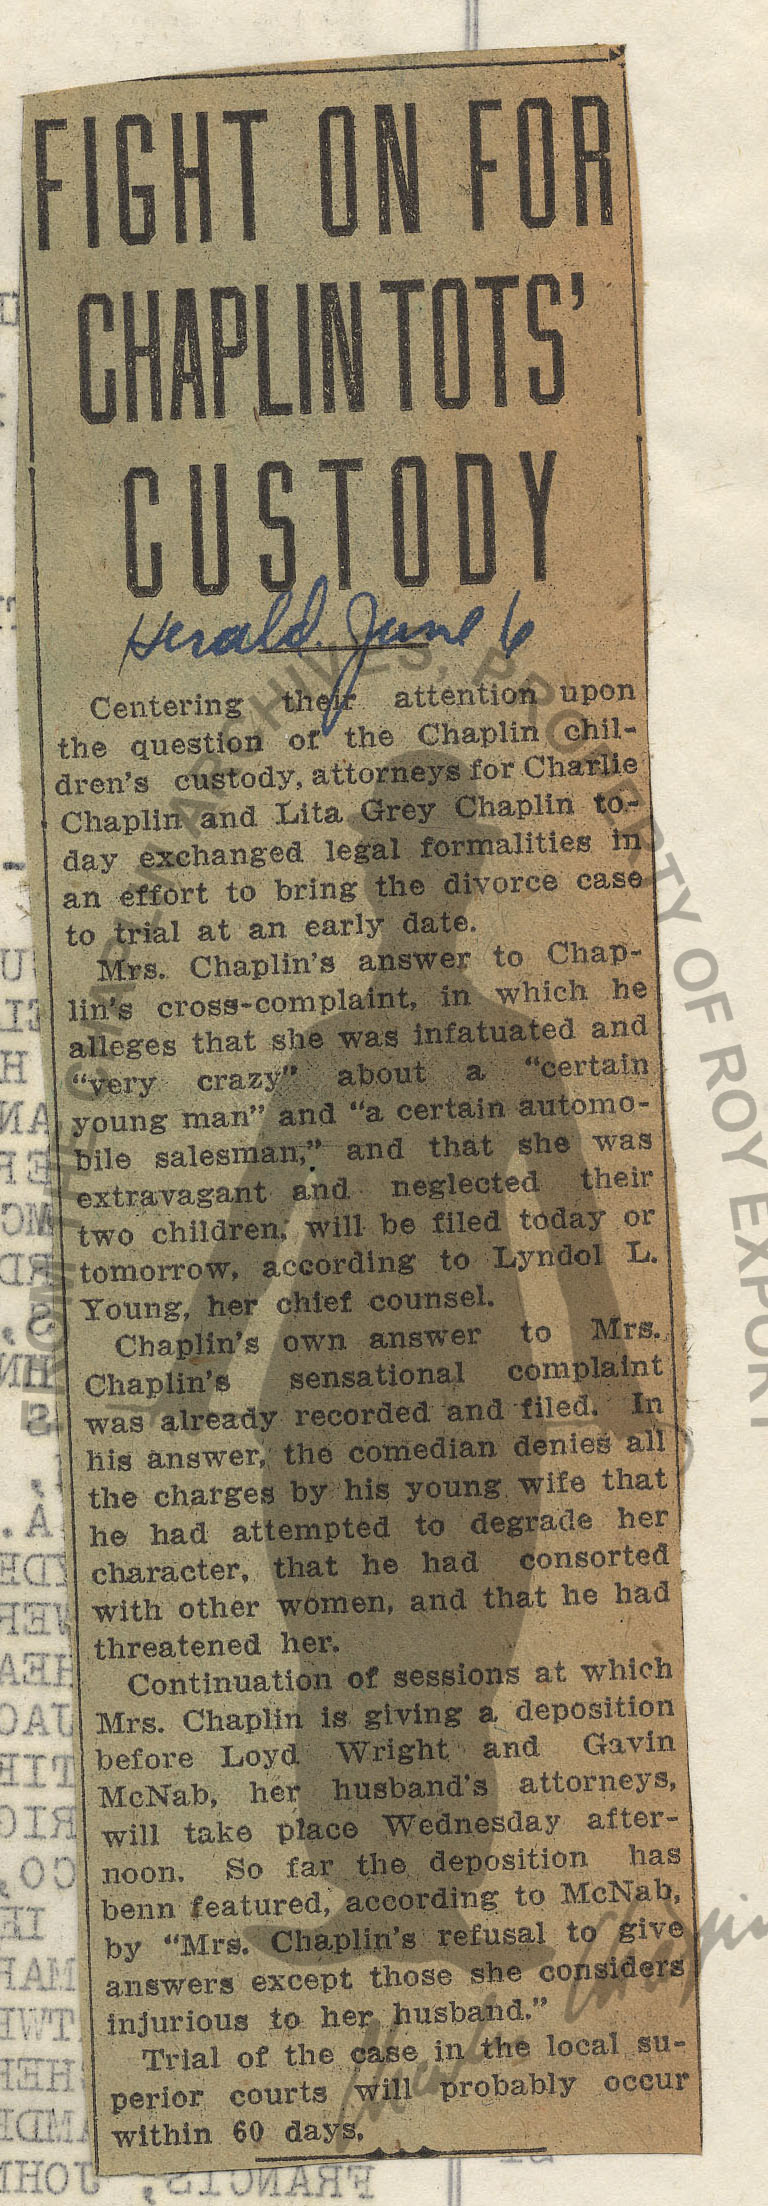 FIGHT ON FOR
CHAPLIN TOTS'
CUSTODY
Herald. June 6
Centering their attention upon
the question of the Chaplin chil-
dren's custody, attorneys for Charlie
Chaplin and Lita Grey Chaplin to-
day exchanged legal formalities in
an effort to bring the divorce case
to trial at an early date.
Mrs. Chaplin's answer to Chap-
lin's cross-complaint, in which he
alleges that she was infatuated and
"very crazy" about a "certain
young man" and "a certain automo-
bile salesman," and that she was
extravagant and neglected their
two children, will be filed today or
tomorrow, according to Lyndol L.
Young, her chief counsel.
Chaplin's own answer to Mrs.
Chaplin's sensational complaint
was already recorded and filed. In
his answer, the comedian denies all
the charges by his young wife that
he had attempted to degrade her
character, that he had consorted
with other women, and that he had
threatened her.
Continuation of sessions at which
Mrs. Chaplin is giving a deposition
before Loyd Wright and Gavin
McNab, her husband's attorneys,
will take place Wednesday after-
noon. So far the deposition has
benn featured, according to McNab,
by "Mrs. Chaplin's refusal to give
answers except those she considers
injurious to her husband."
Trial of the case in the local su-
perior courts will probably occur
within 60 days.
FROM THE CHAPLIN ARCHIVES, PROPERTY OF ROY EXPORT
Charlie Chaplin
FRANCIS, JOHN